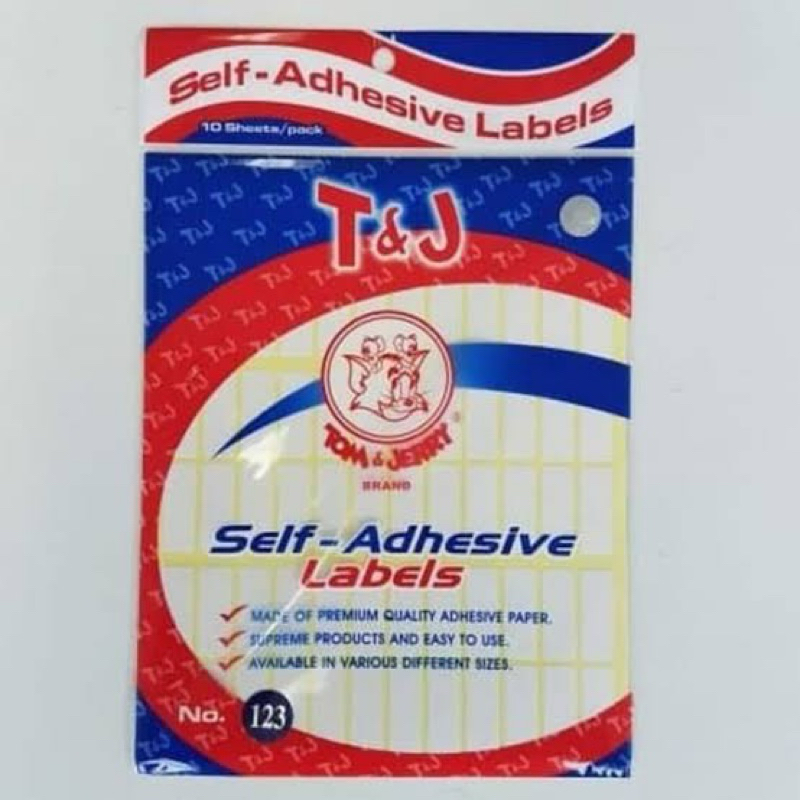 Self-Adhesive Labels
10 Sheets/pack
T&J
TOM & JERRY®
BRAND
Self-Adhesive
Labels
MADE OF PREMIUM QUALITY ADHESIVE PAPER.
SUPREME PRODUCTS AND EASY TO USE.
AVAILABLE IN VARIOUS DIFFERENT SIZES.
No. 123